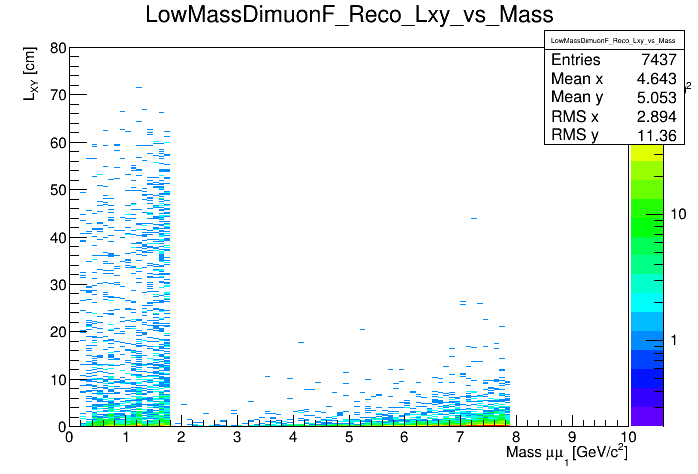 LowMassDimuonF_Reco_Lxy_vs_Mass
LowMassDimuonF_Reco_Lxy_vs_Mass
Entries 7437
Mean x 4.643
Mean y 5.053
RMS x 2.894
RMS y 11.36
L_XY [cm]
80
70
60
50
40
30
20
10
0
0 1 2 3 4 5 6 7 8 9 10
Mass μμ_1 [GeV/c²]
2
10
1